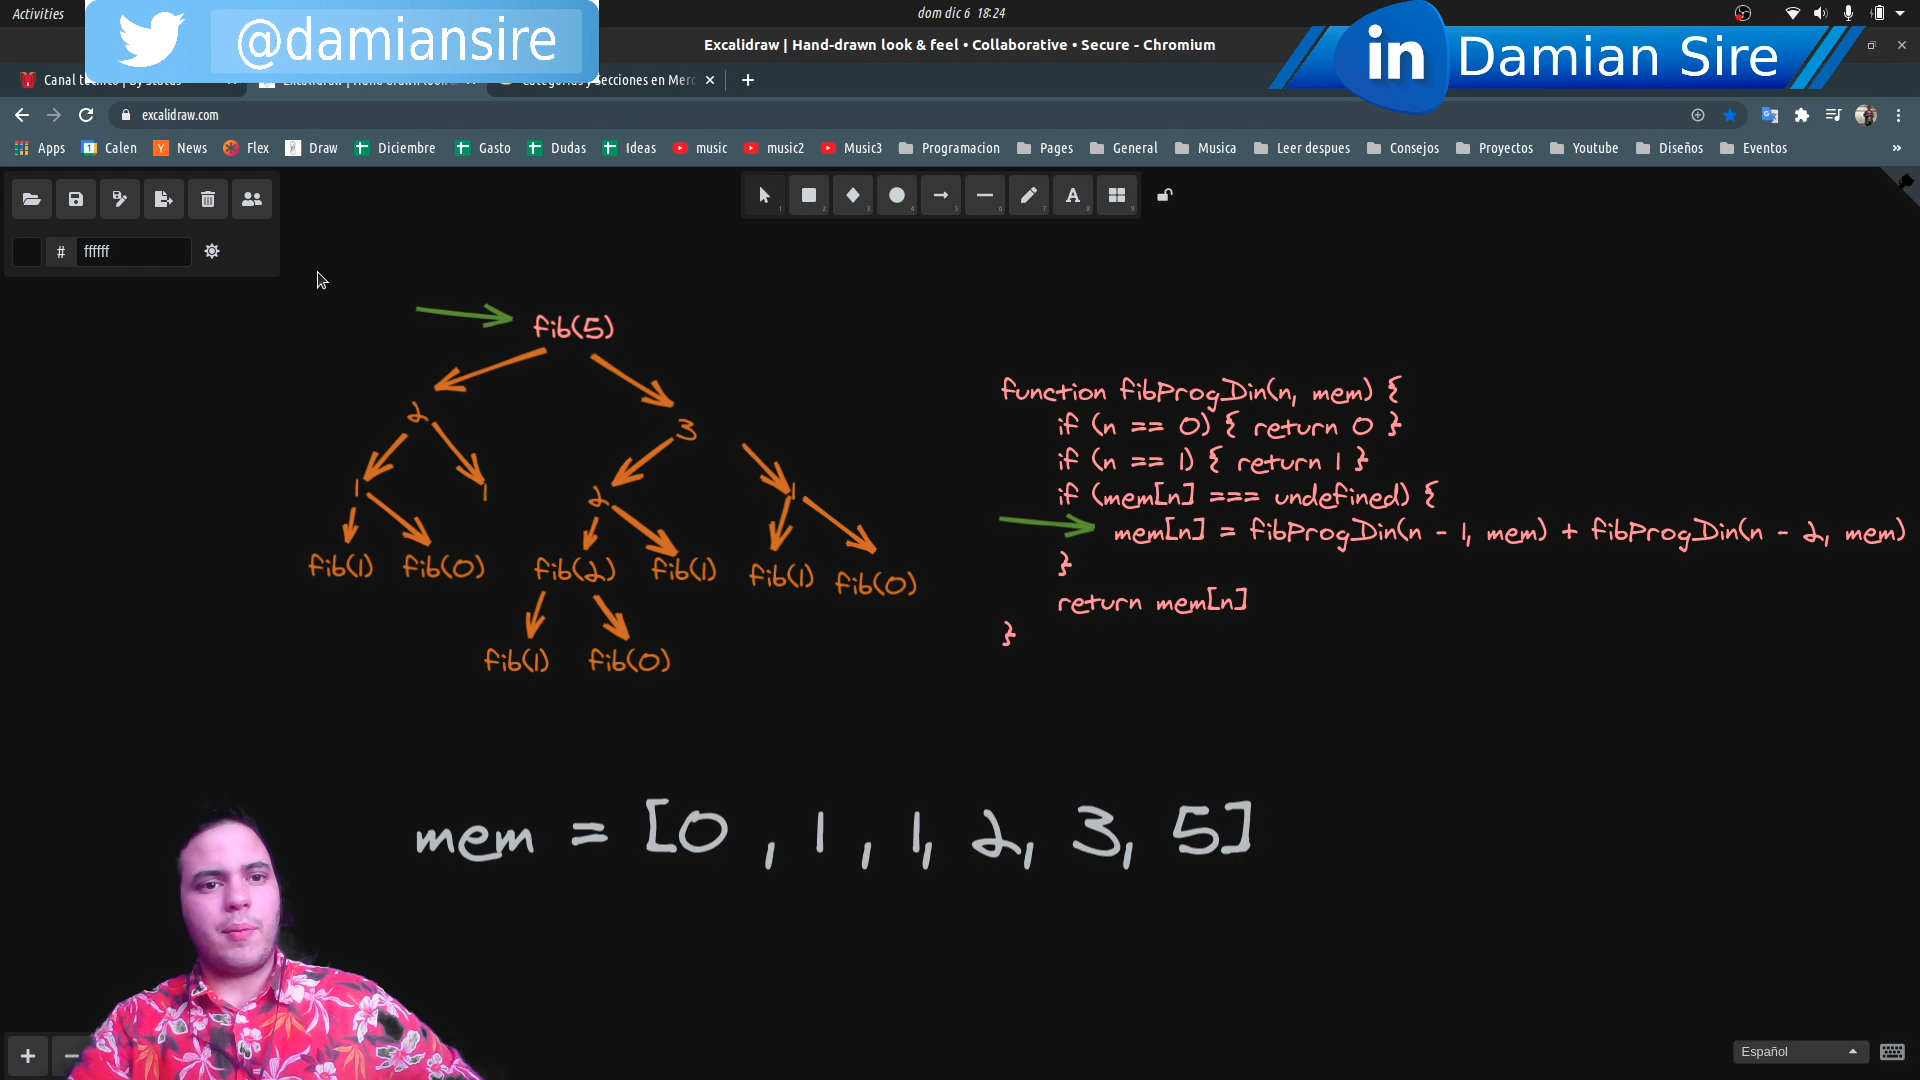 Activities
@damiansire
dom dic 6 18:24
Excalidraw | Hand-drawn look & feel • Collaborative • Secure - Chromium
in Damian Sire
excalidraw.com
Apps Calen News Flex Draw Diciembre Gasto Dudas Ideas music music2 Music3 Programacion Pages General Musica Leer despues Consejos Proyectos Youtube Diseños Eventos »
A
# ffffff
fib(5)
2
3
1
1
2
1
fib(1) fib(0) fib(2) fib(1) fib(1) fib(0)
fib(1) fib(0)
function fibProgDin(n, mem) {
if (n == 0) { return 0 }
if (n == 1) { return 1 }
if (mem[n] === undefined) {
mem[n] = fibProgDin(n - 1, mem) + fibProgDin(n - 2, mem)
}
return mem[n]
}
mem = [0 , 1 , 1, 2, 3, 5]
Español